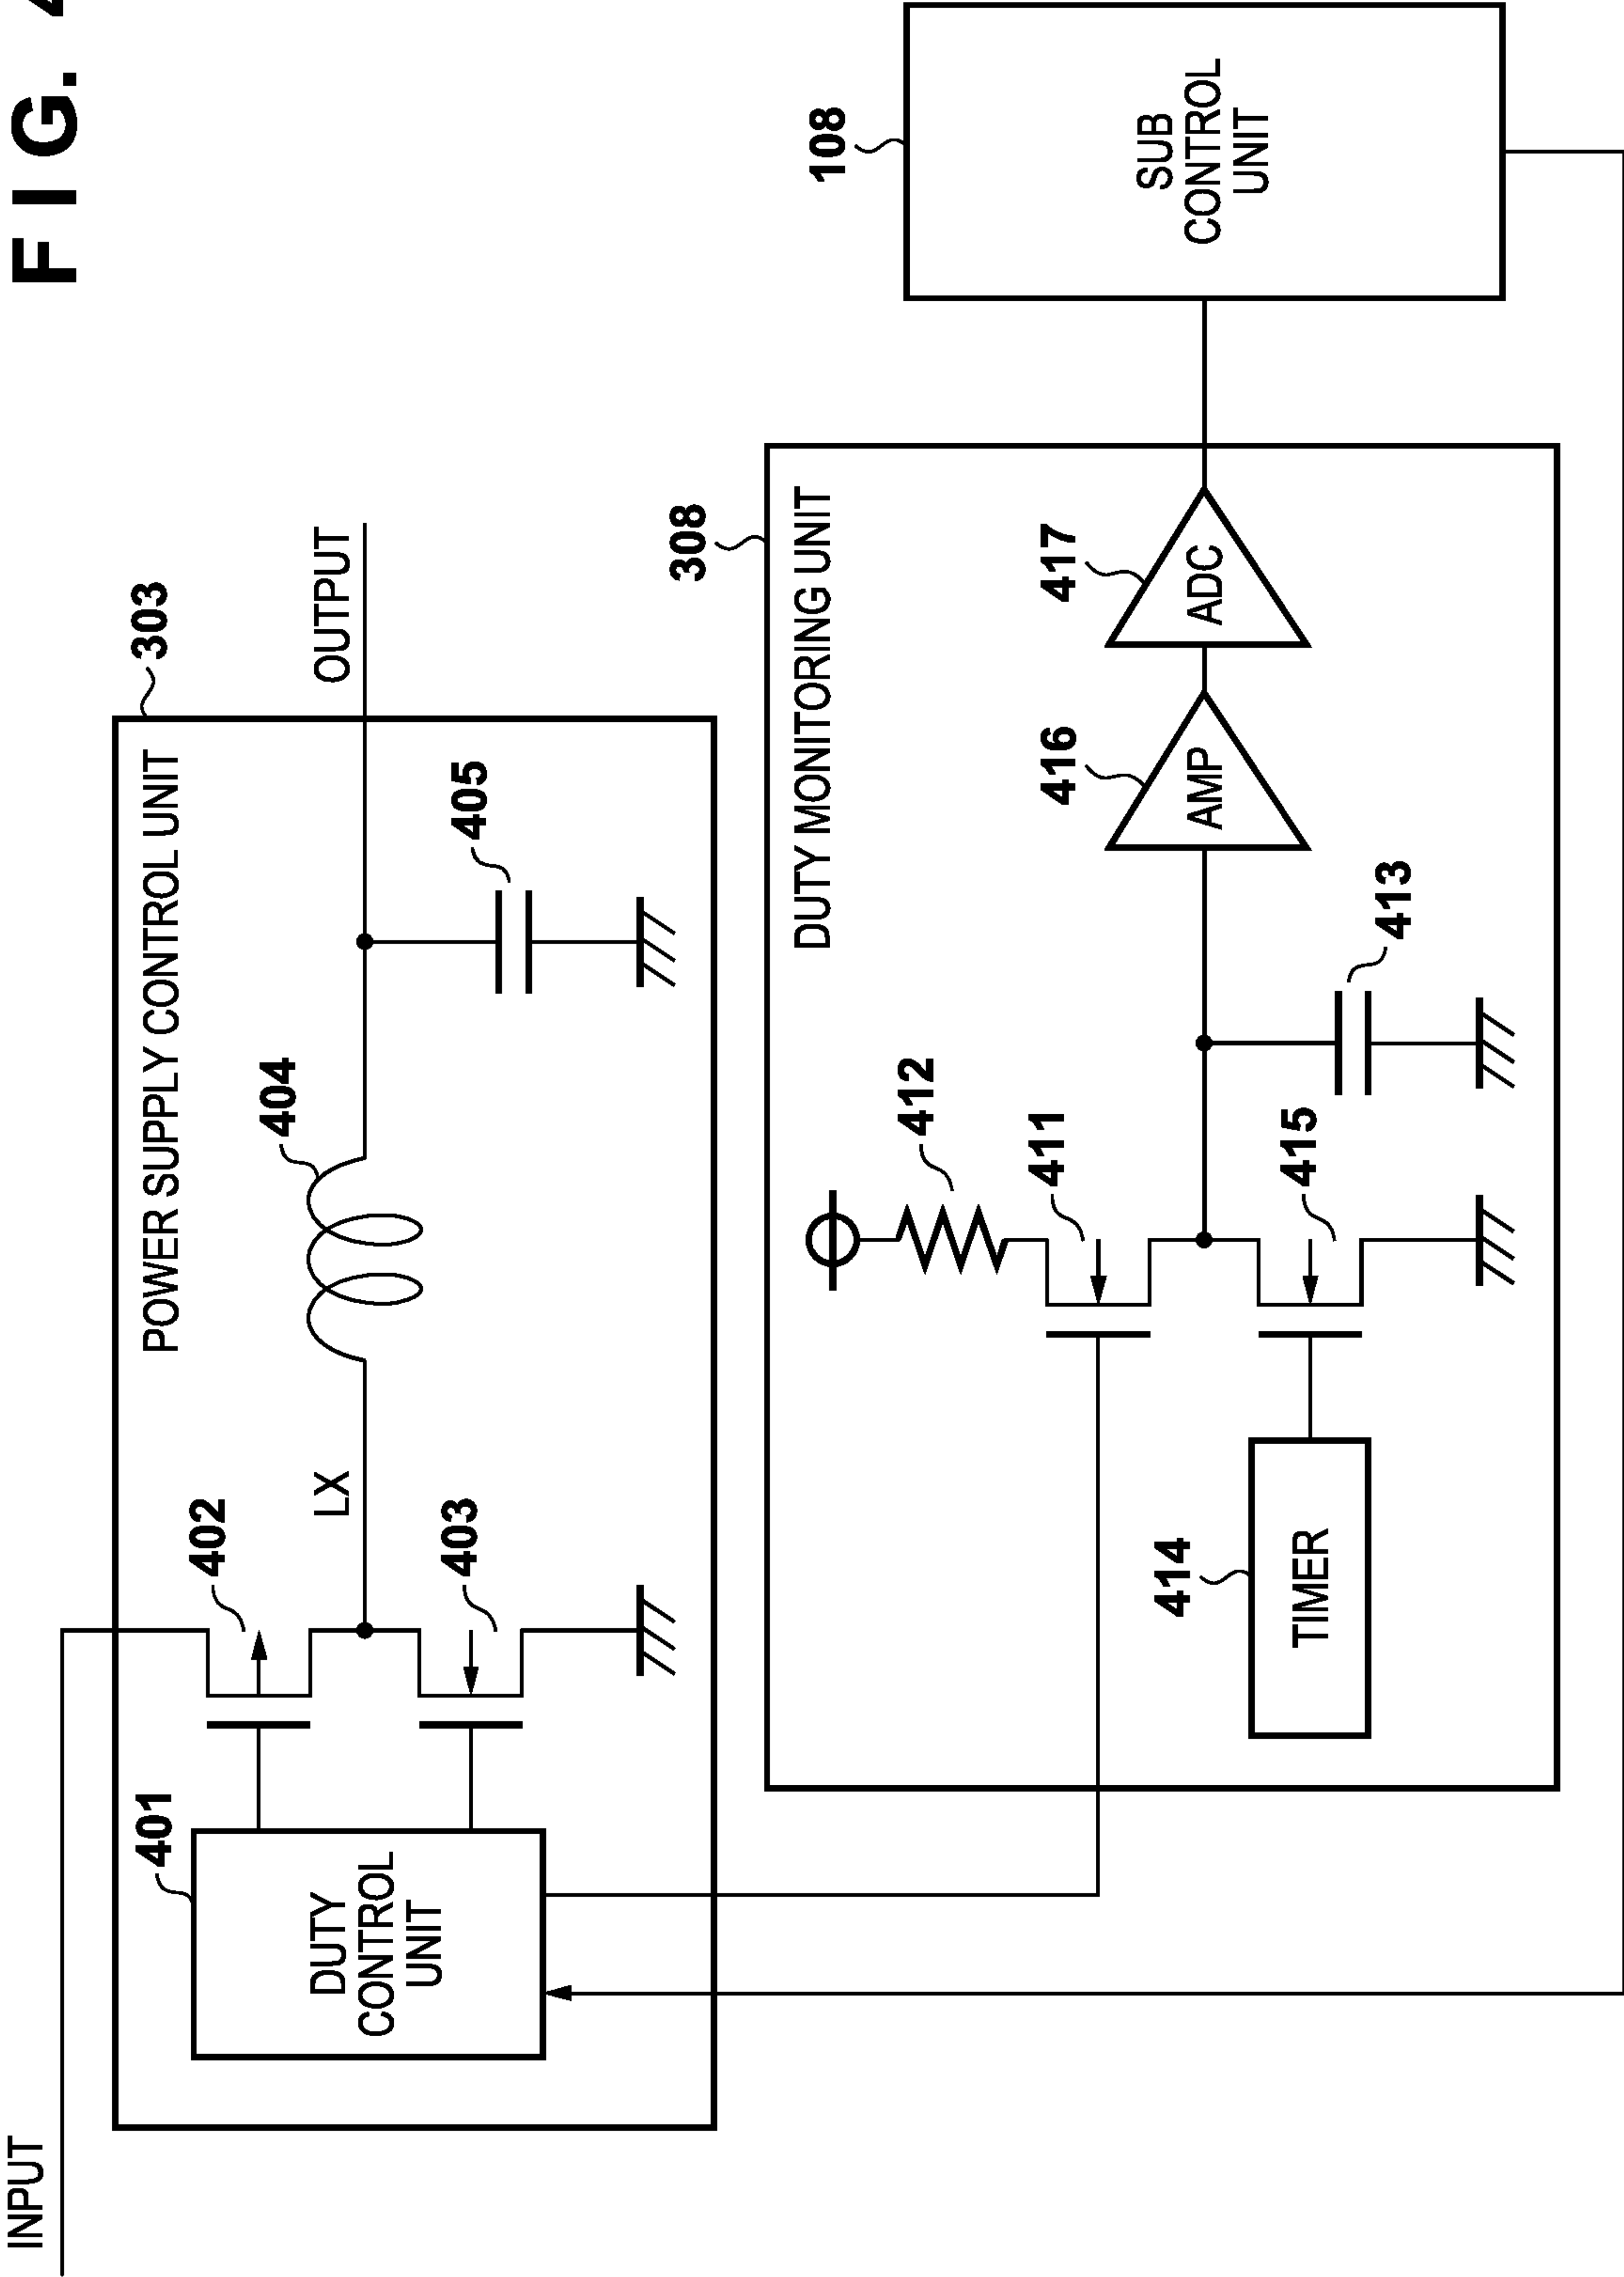 FIG. 4
INPUT
303
POWER SUPPLY CONTROL UNIT
OUTPUT
401
DUTY
CONTROL
UNIT
402
LX
403
404
405
308
DUTY MONITORING UNIT
412
411
414
TIMER
415
413
416
AMP
417
ADC
108
SUB
CONTROL
UNIT